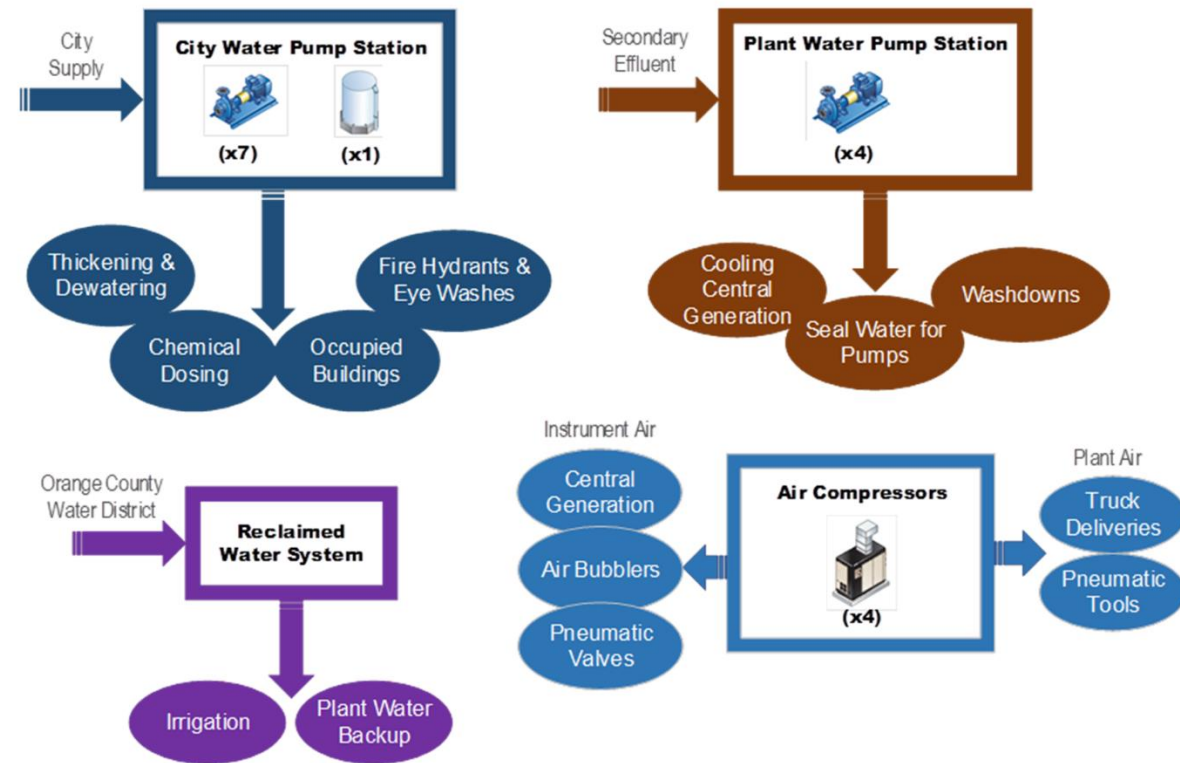 City
Supply
City Water Pump Station
(x7)
(x1)
Thickening &
Dewatering
Chemical
Dosing
Occupied
Buildings
Fire Hydrants &
Eye Washes
Secondary
Effluent
Plant Water Pump Station
(x4)
Cooling
Central
Generation
Seal Water for
Pumps
Washdowns
Orange County
Water District
Reclaimed
Water System
Irrigation
Plant Water
Backup
Instrument Air
Central
Generation
Air Bubblers
Pneumatic
Valves
Air Compressors
(x4)
Plant Air
Truck
Deliveries
Pneumatic
Tools